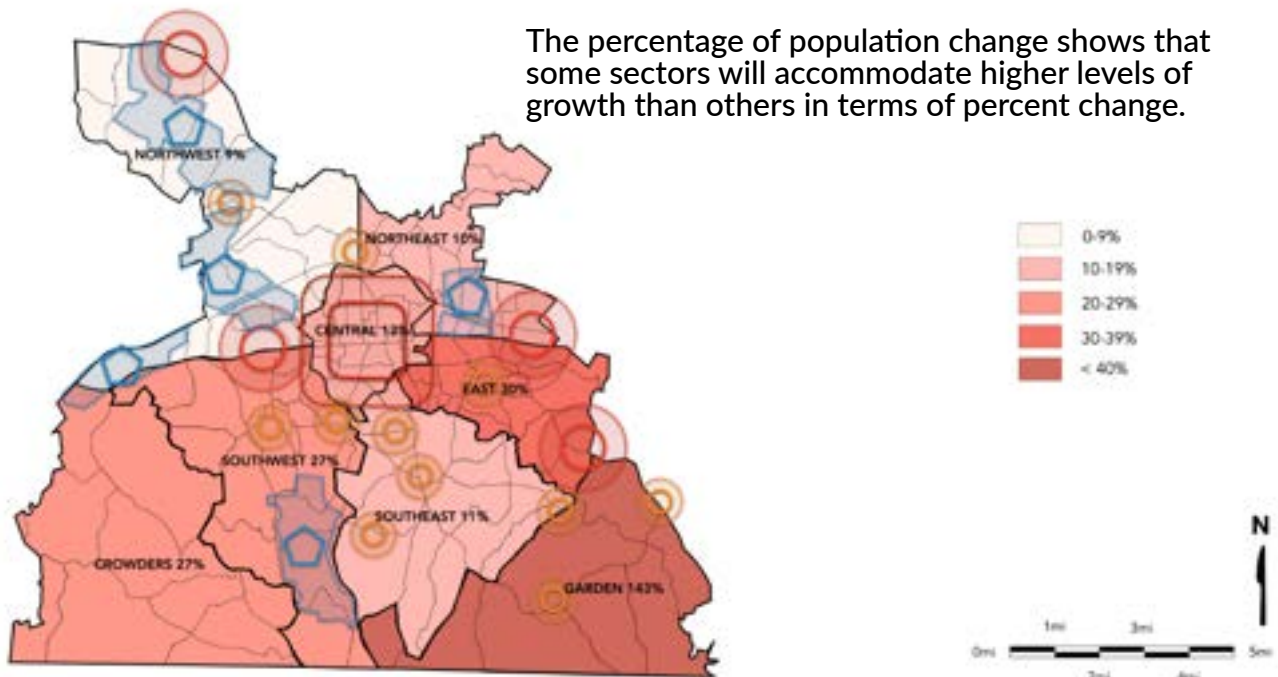 The percentage of population change shows that
some sectors will accommodate higher levels of
growth than others in terms of percent change.
NORTHWEST 9%
NORTHEAST 10%
CENTRAL
EAST 30%
SOUTHWEST 27%
SOUTHEAST 11%
CROWDERS 27%
GARDEN 143%
0-9%
10-19%
20-29%
30-39%
< 40%
N
1mi 3mi
0mi 5mi
2mi 4mi